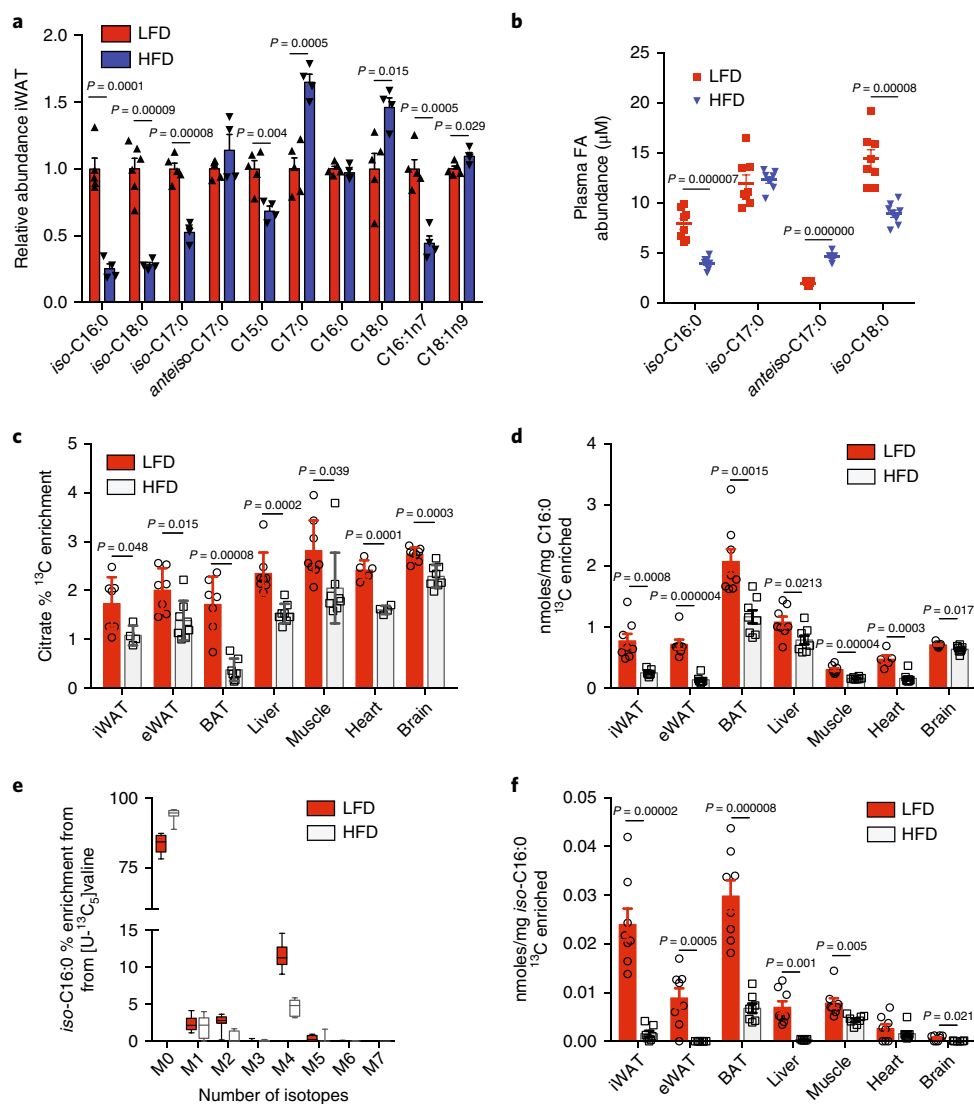 a
LFD
HFD
Relative abundance iWAT
2.0
1.5
1.0
0.5
0.0
P = 0.0001
P = 0.00009
P = 0.00008
P = 0.004
P = 0.0005
P = 0.015
P = 0.0005
P = 0.029
iso-C16:0
iso-C18:0
iso-C17:0
anteiso-C17:0
C15:0
C17:0
C16:0
C18:0
C16:1n7
C18:1n9
b
LFD
HFD
Plasma FA
abundance (μM)
25
20
15
10
5
0
P = 0.000007
P = 0.000000
P = 0.00008
iso-C16:0
iso-C17:0
anteiso-C17:0
iso-C18:0
c
LFD
HFD
Citrate % 13C enrichment
5
4
3
2
1
0
P = 0.048
P = 0.015
P = 0.00008
P = 0.0002
P = 0.039
P = 0.0001
P = 0.0003
iWAT
eWAT
BAT
Liver
Muscle
Heart
Brain
d
LFD
HFD
nmoles/mg C16:0
13C enriched
4
3
2
1
0
P = 0.0008
P = 0.000004
P = 0.0015
P = 0.0213
P = 0.00004
P = 0.0003
P = 0.017
iWAT
eWAT
BAT
Liver
Muscle
Heart
Brain
e
LFD
HFD
iso-C16:0 % enrichment from
from [U-13C5]valine
100
75
15
10
5
0
M0
M1
M2
M3
M4
M5
M6
M7
Number of isotopes
f
LFD
HFD
nmoles/mg iso-C16:0
13C enriched
0.05
0.04
0.03
0.02
0.01
0.00
P = 0.00002
P = 0.0005
P = 0.000008
P = 0.001
P = 0.005
P = 0.021
iWAT
eWAT
BAT
Liver
Muscle
Heart
Brain